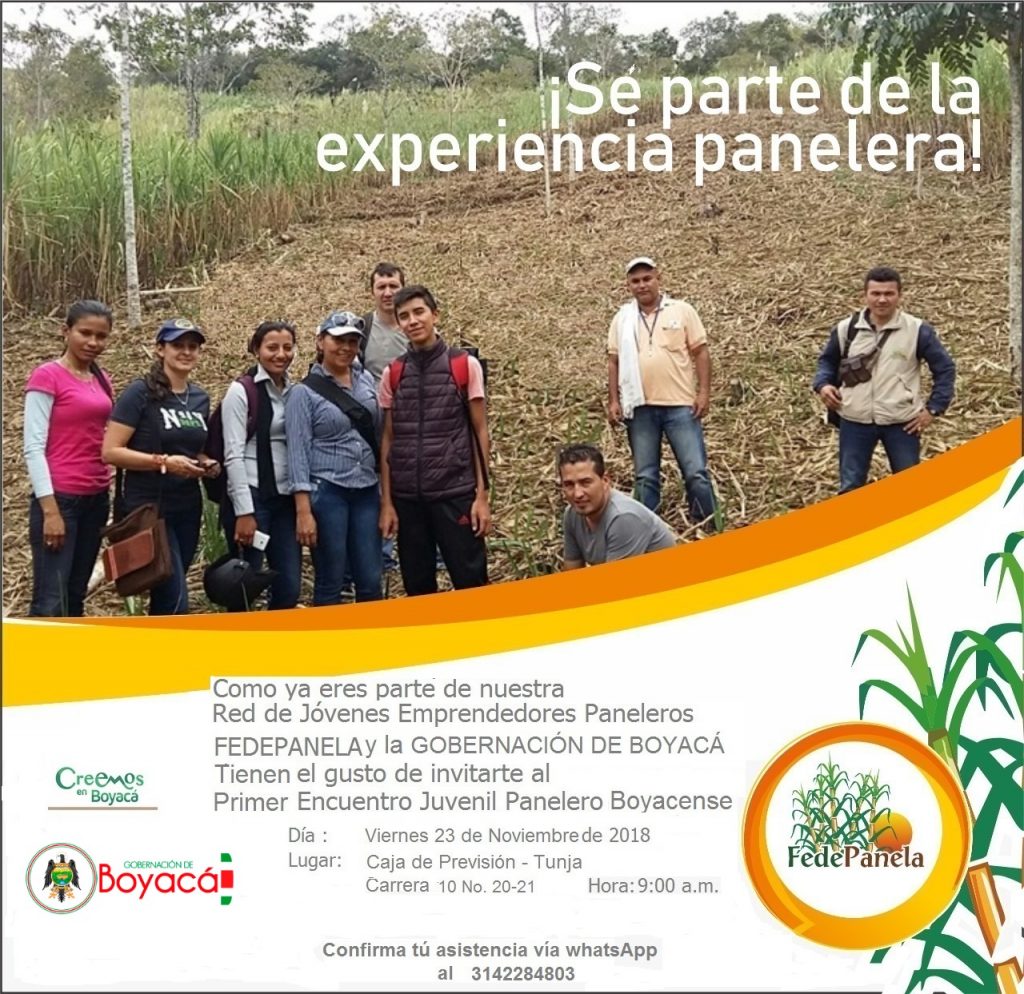 ¡Sé parte de la
experiencia panelera!
Como ya eres parte de nuestra
Red de Jóvenes Emprendedores Paneleros
FEDEPANELA y la GOBERNACIÓN DE BOYACÁ
Tienen el gusto de invitarte al
Primer Encuentro Juvenil Panelero Boyacense
Día : Viernes 23 de Noviembre de 2018
Lugar: Caja de Previsión - Tunja
Carrera 10 No. 20-21 Hora: 9:00 a.m.
Creemos
en Boyacá
GOBERNACIÓN DE
Boyacá
FedePanela
Confirma tú asistencia vía whatsApp
al 3142284803